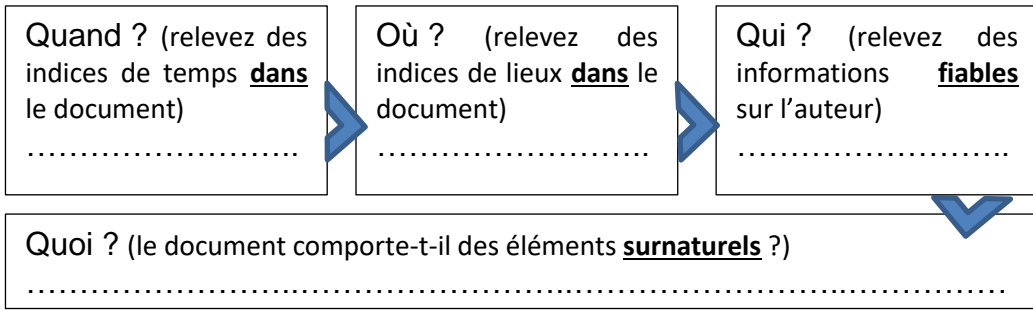 Quand ? (relevez des
indices de temps dans
le document)
……………………..
Où ? (relevez des
indices de lieux dans le
document)
……………………..
Qui ? (relevez des
informations fiables
sur l’auteur)
……………………..
Quoi ? (le document comporte-t-il des éléments surnaturels ?)
……………………..……………………..……………………..……………